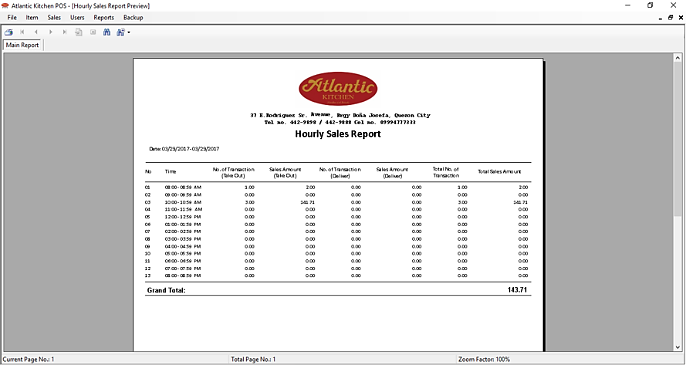 Atlantic Kitchen POS - [Hourly Sales Report Preview]
File Item Sales Users Reports Backup
Main Report
Atlantic
KITCHEN
37 E.Rodriguez Sr. Avenue, Brgy Doña Josefa, Quezon City
Tel no. 442-9898 / 442-9888 Cel no. 09994777333
Hourly Sales Report
Date: 03/29/2017-03/29/2017
No Time No. of Transaction (Take Out) Sales Amount (Take Out) No. of Transaction (Deliver) Sales Amount (Deliver) Total No. of Transaction Total Sales Amount
01 08:00-08:59 AM 1.00 2.00 0.00 0.00 1.00 2.00
02 09:00-09:59 AM 0.00 0.00 0.00 0.00 0.00 0.00
03 10:00-10:59 AM 3.00 141.71 0.00 0.00 3.00 141.71
04 11:00-11:59 AM 0.00 0.00 0.00 0.00 0.00 0.00
05 12:00-12:59 PM 0.00 0.00 0.00 0.00 0.00 0.00
06 01:00-01:59 PM 0.00 0.00 0.00 0.00 0.00 0.00
07 02:00-02:59 PM 0.00 0.00 0.00 0.00 0.00 0.00
08 03:00-03:59 PM 0.00 0.00 0.00 0.00 0.00 0.00
09 04:00-04:59 PM 0.00 0.00 0.00 0.00 0.00 0.00
10 05:00-05:59 PM 0.00 0.00 0.00 0.00 0.00 0.00
11 06:00-06:59 PM 0.00 0.00 0.00 0.00 0.00 0.00
12 07:00-07:59 PM 0.00 0.00 0.00 0.00 0.00 0.00
13 08:00-08:59 PM 0.00 0.00 0.00 0.00 0.00 0.00
Grand Total: 143.71
Current Page No.: 1 Total Page No.: 1 Zoom Factor: 100%